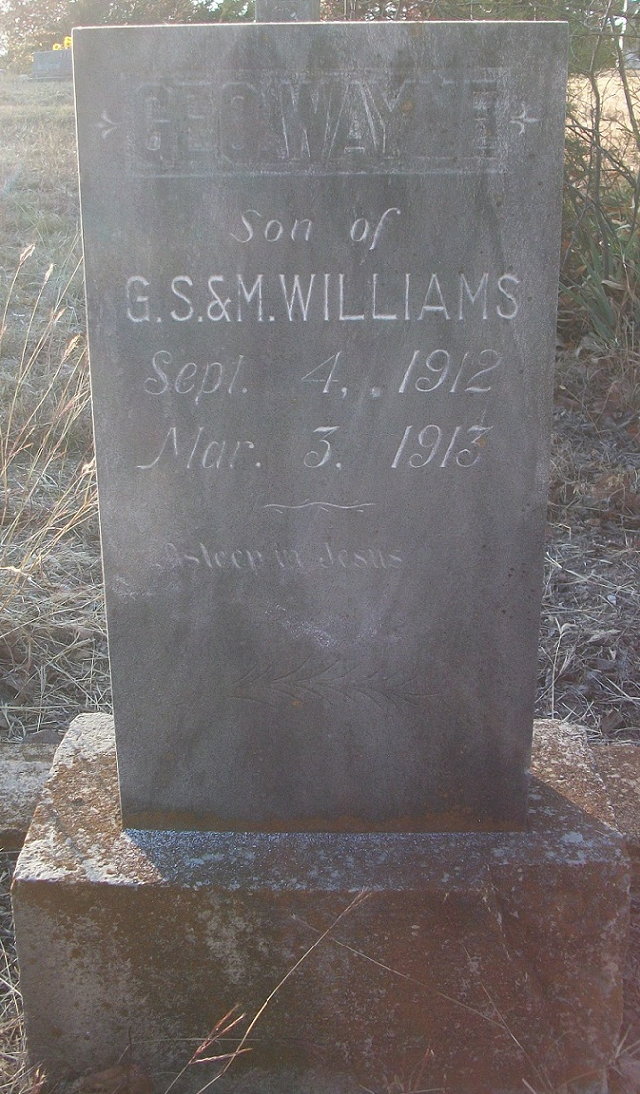 GEO. WAYNE
Son of
G.S.&M.WILLIAMS
Sept. 4, 1912
Mar. 3, 1913
Asleep in Jesus